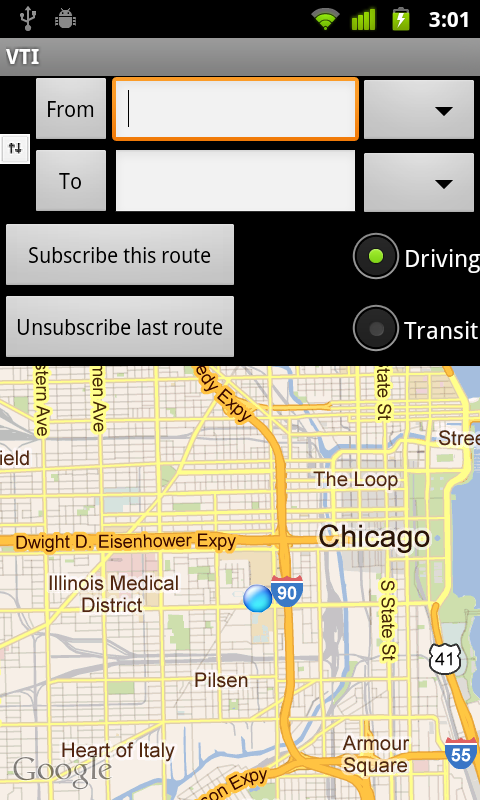 3:01
VTI
From
To
Subscribe this route
Driving
Unsubscribe last route
Transit
stern Ave
men Ave
edy Expy
State St
Stree
ield
The Loop
Dwight D. Eisenhower Expy
Chicago
Illinois Medical
District
90
S State St
41
Pilsen
Heart of Italy
Armour
Square
55
Google
son Expy